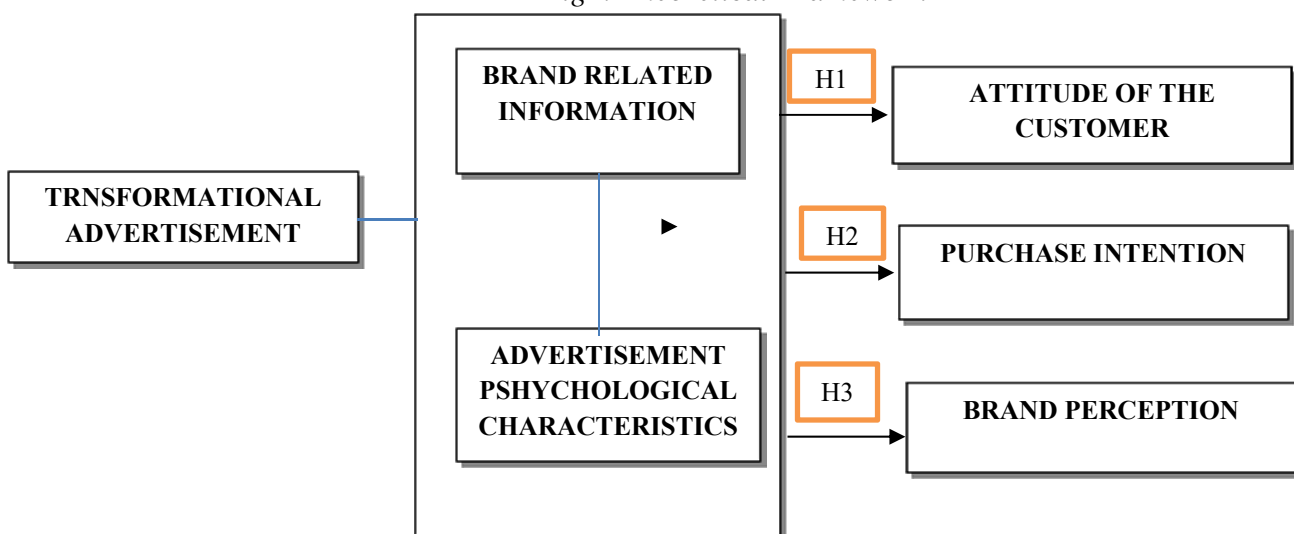 BRAND RELATED
INFORMATION
H1
ATTITUDE OF THE
CUSTOMER
TRNSFORMATIONAL
ADVERTISEMENT
H2
PURCHASE INTENTION
ADVERTISEMENT
PSHYCHOLOGICAL
CHARACTERISTICS
H3
BRAND PERCEPTION